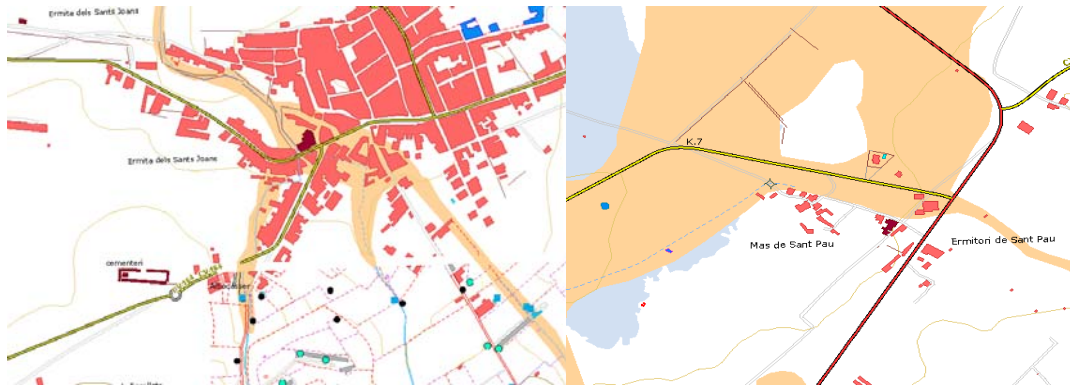 Ermita dels Sants Joans
Ermita dels Sants Joans
cementeri
K.7
Mas de Sant Pau
Ermitori de Sant Pau